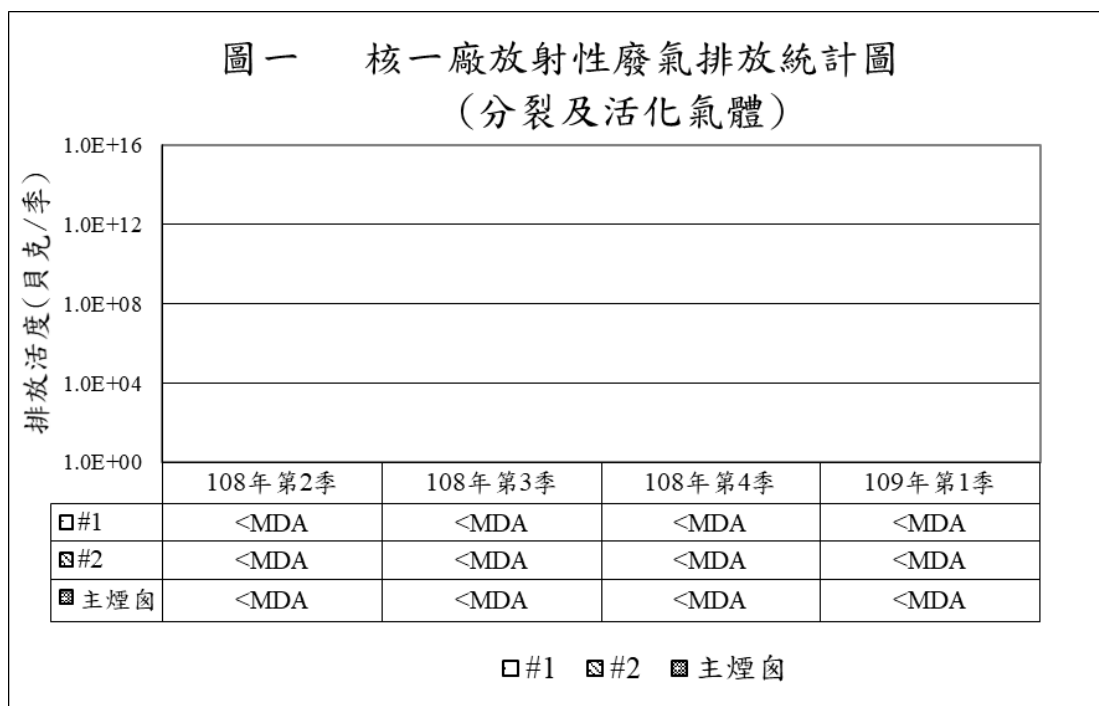 圖一 核一廠放射性廢氣排放統計圖
(分裂及活化氣體)
排放活度(貝克/季)
1.0E+16
1.0E+12
1.0E+08
1.0E+04
1.0E+00
108年第2季 108年第3季 108年第4季 109年第1季
#1 <MDA <MDA <MDA <MDA
#2 <MDA <MDA <MDA <MDA
主煙囪 <MDA <MDA <MDA <MDA
#1 #2 主煙囪